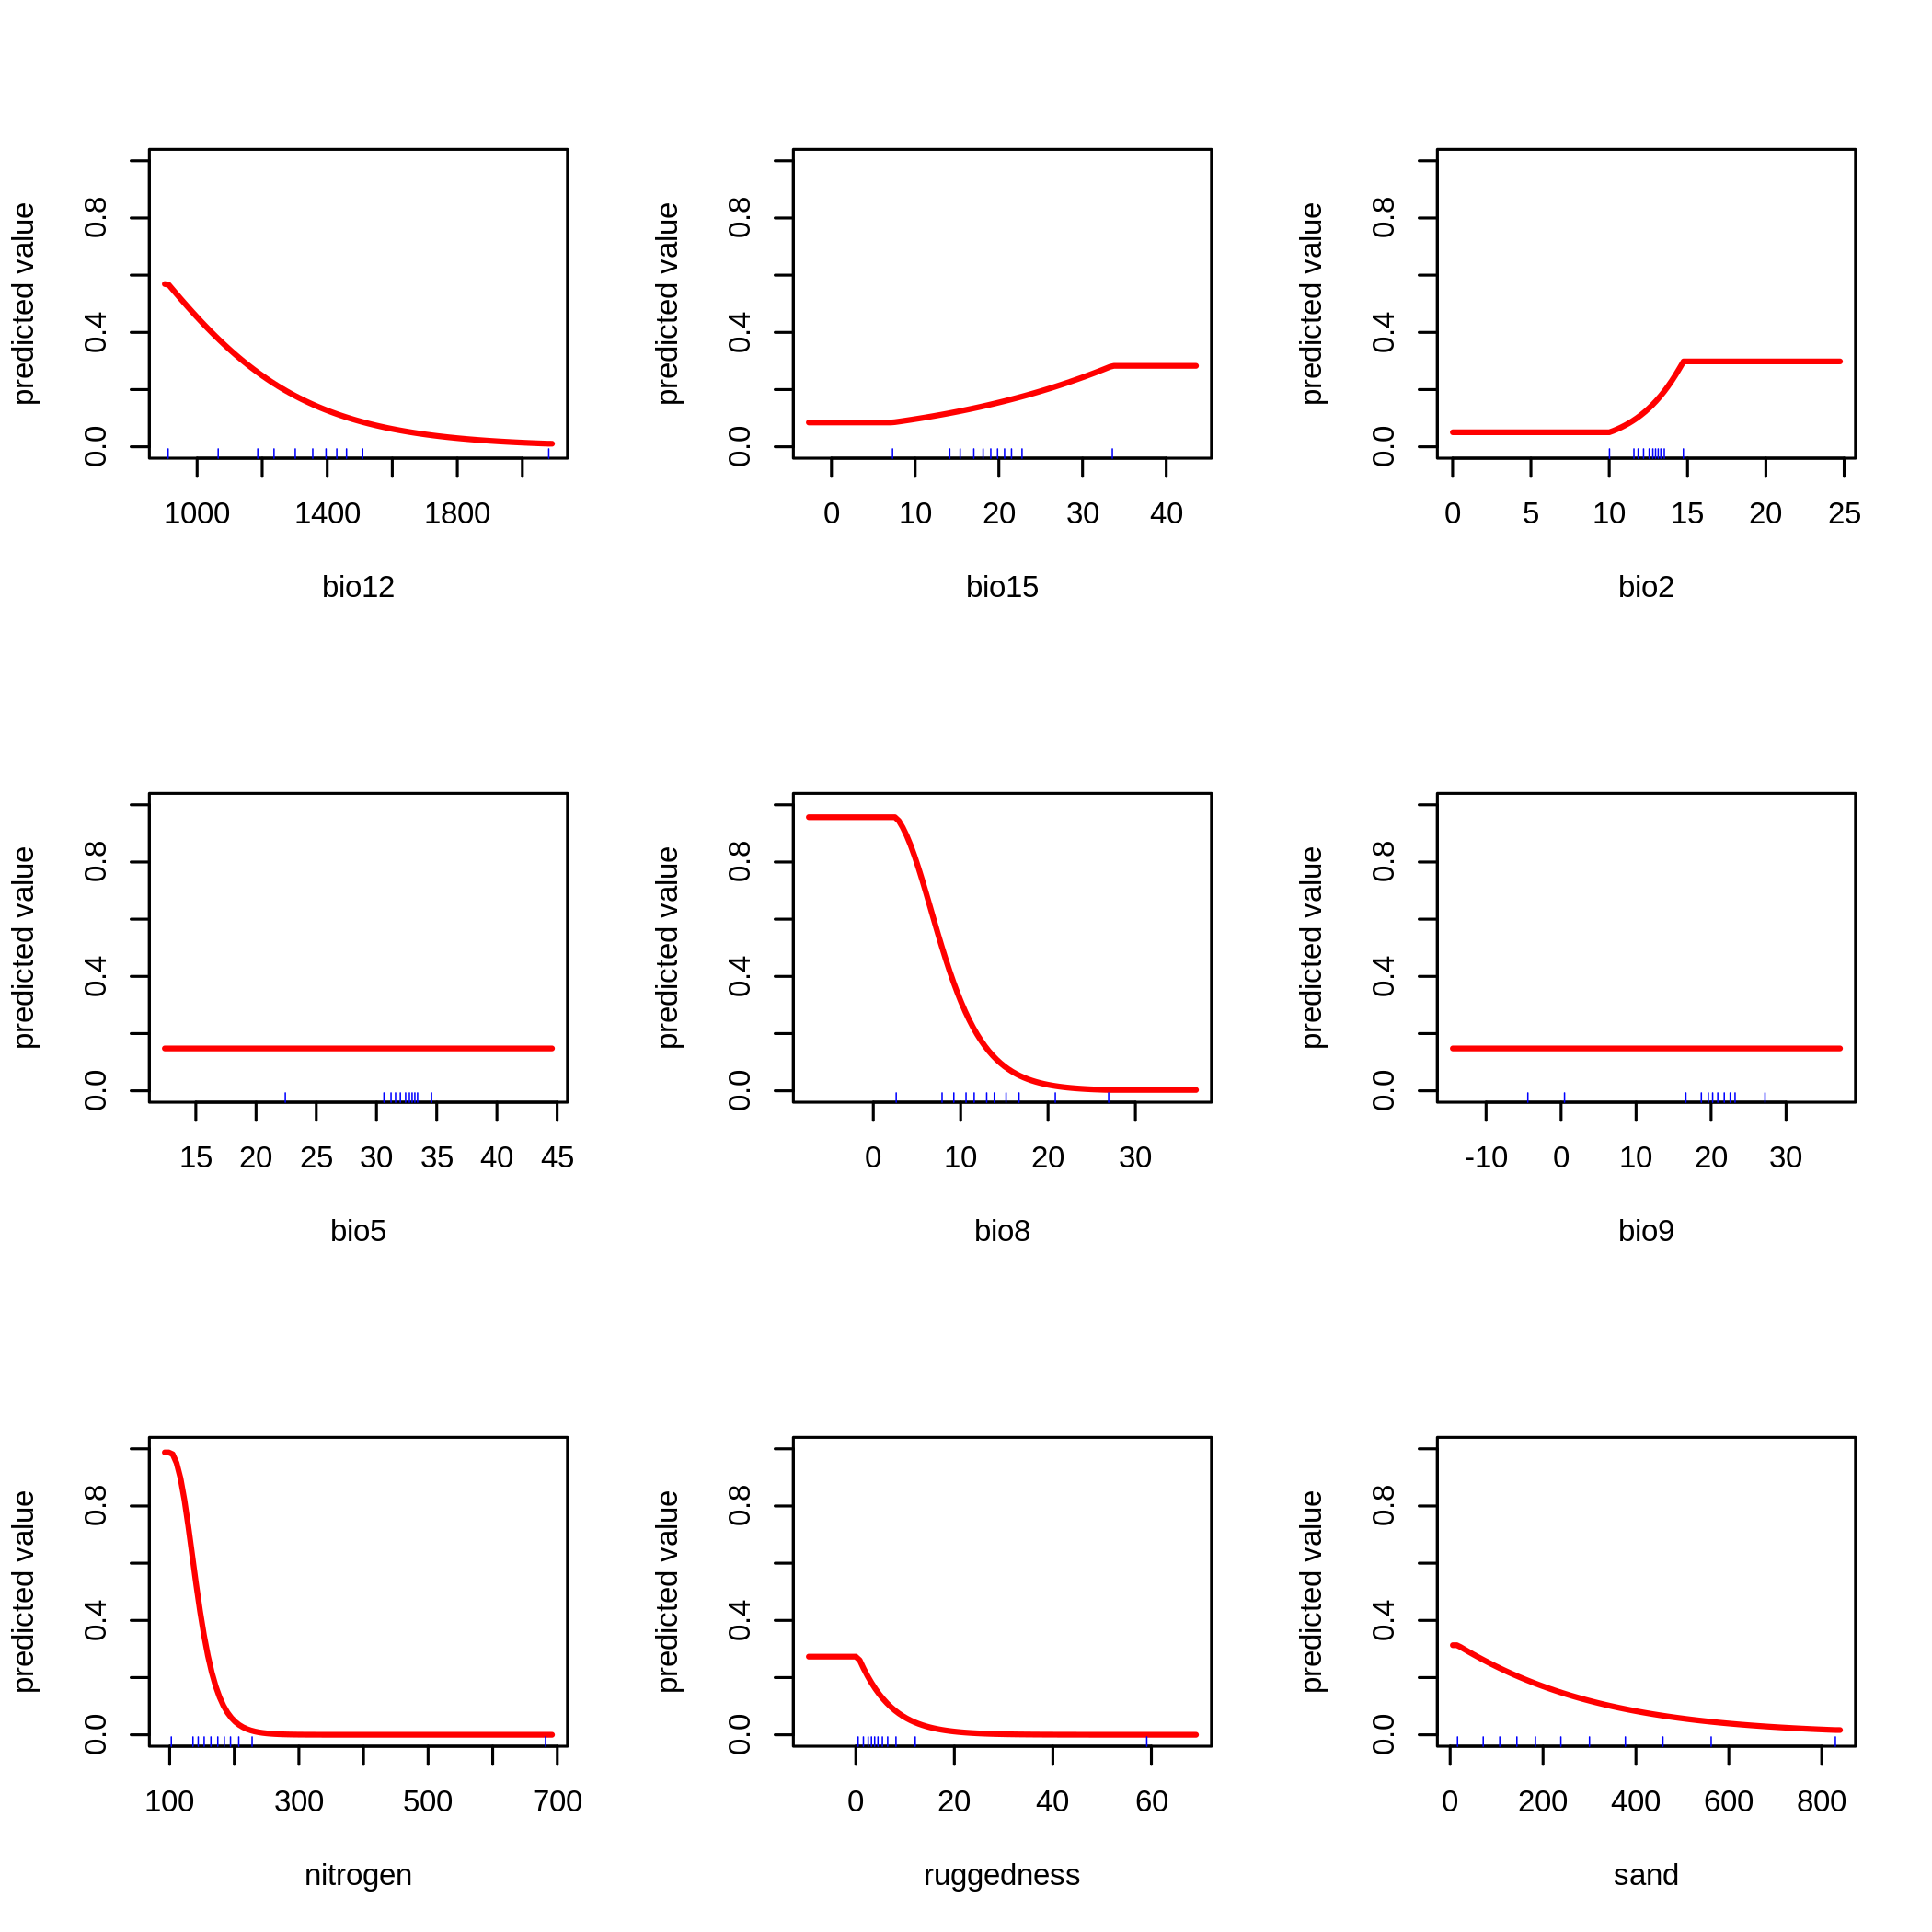 predicted value
0.0 0.4 0.8
1000 1400 1800
bio12
predicted value
0.0 0.4 0.8
0 10 20 30 40
bio15
predicted value
0.0 0.4 0.8
0 5 10 15 20 25
bio2
predicted value
0.0 0.4 0.8
15 20 25 30 35 40 45
bio5
predicted value
0.0 0.4 0.8
0 10 20 30
bio8
predicted value
0.0 0.4 0.8
-10 0 10 20 30
bio9
predicted value
0.0 0.4 0.8
100 300 500 700
nitrogen
predicted value
0.0 0.4 0.8
0 20 40 60
ruggedness
predicted value
0.0 0.4 0.8
0 200 400 600 800
sand